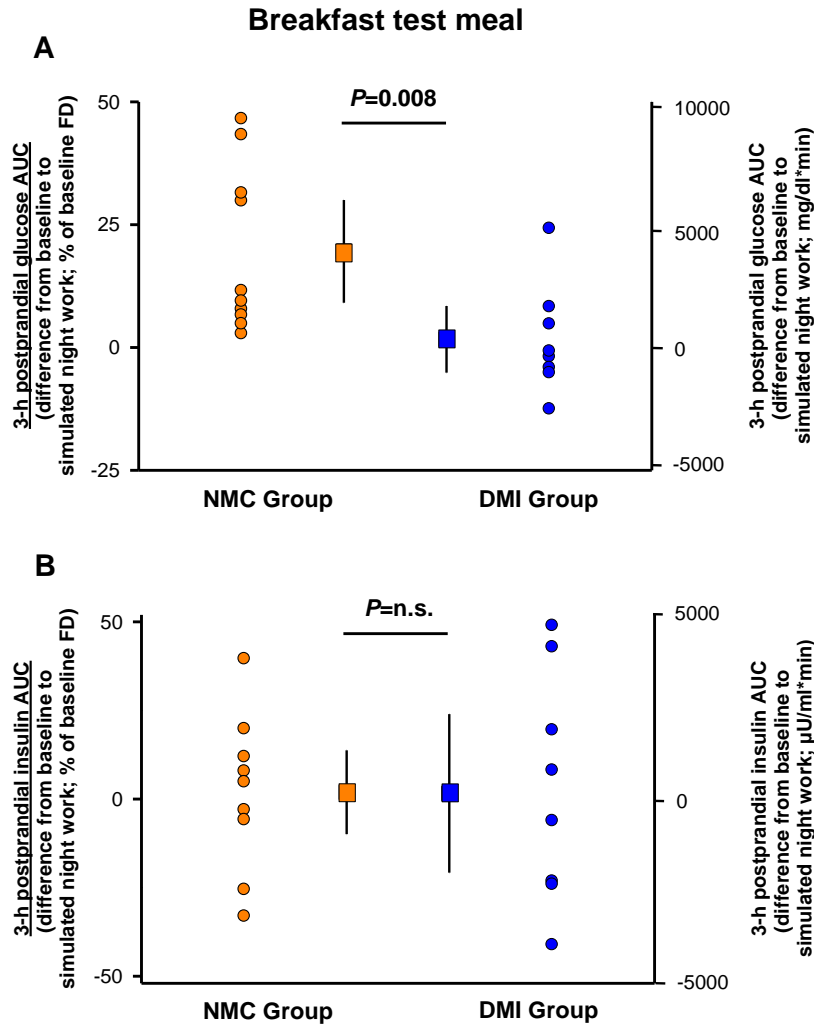 Breakfast test meal
A
3-h postprandial glucose AUC
(difference from baseline to
simulated night work; % of baseline FD)
50
25
0
-25
P=0.008
10000
5000
0
-5000
3-h postprandial glucose AUC
(difference from baseline to
simulated night work; mg/dl*min)
NMC Group
DMI Group
B
3-h postprandial insulin AUC
(difference from baseline to
simulated night work; % of baseline FD)
50
0
-50
P=n.s.
5000
0
-5000
3-h postprandial insulin AUC
(difference from baseline to
simulated night work; µU/ml*min)
NMC Group
DMI Group